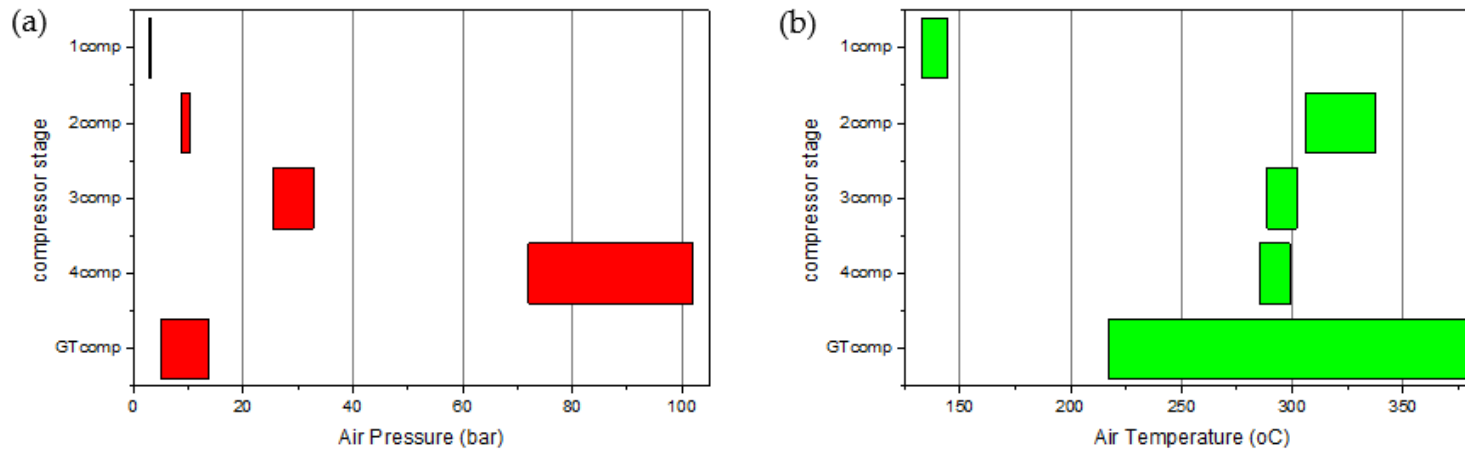 (a)
compressor stage
1comp
2comp
3comp
4comp
GTcomp
0 20 40 60 80 100
Air Pressure (bar)
(b)
compressor stage
1comp
2comp
3comp
4comp
GTcomp
150 200 250 300 350
Air Temperature (oC)